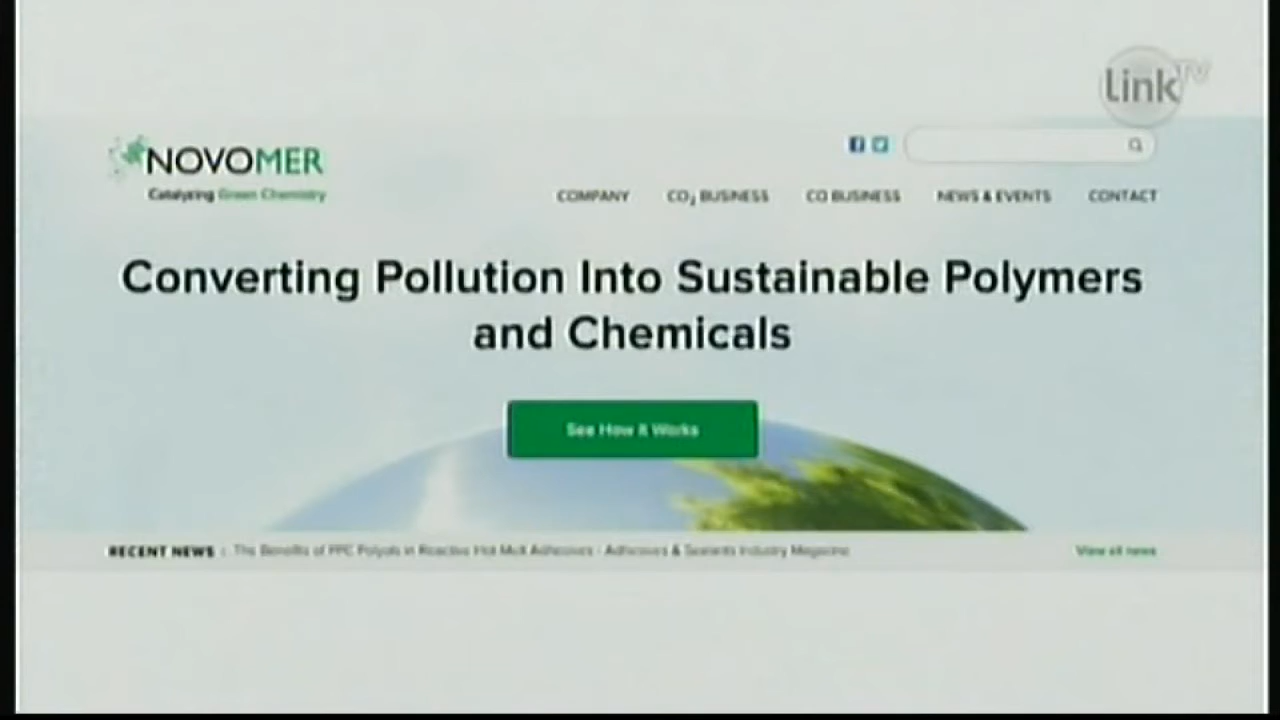 link TV
NOVOMER
Catalyzing Green Chemistry
COMPANY CO₂ BUSINESS CO BUSINESS NEWS & EVENTS CONTACT
Converting Pollution Into Sustainable Polymers
and Chemicals
See How It Works
RECENT NEWS : The Benefits of PPC Polyols in Reactive Hot Melt Adhesives - Adhesives & Sealants Industry Magazine View all news